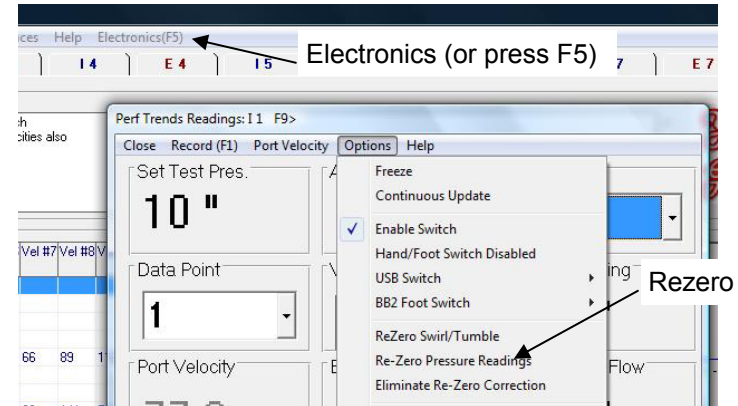 ces Help Electronics(F5)
Electronics (or press F5)
I 4 E 4 I 5 7 E 7
h
cities also
Perf Trends Readings: I 1 F9>
Close Record (F1) Port Velocity Options Help
Set Test Pres.
10 "
Freeze
Continuous Update
Enable Switch
Hand/Foot Switch Disabled
USB Switch
BB2 Foot Switch
ReZero Swirl/Tumble
Re-Zero Pressure Readings
Eliminate Re-Zero Correction
Vel #7 Vel #8 V
Data Point
1
ing
Rezero
66 89 1
Port Velocity
Flow